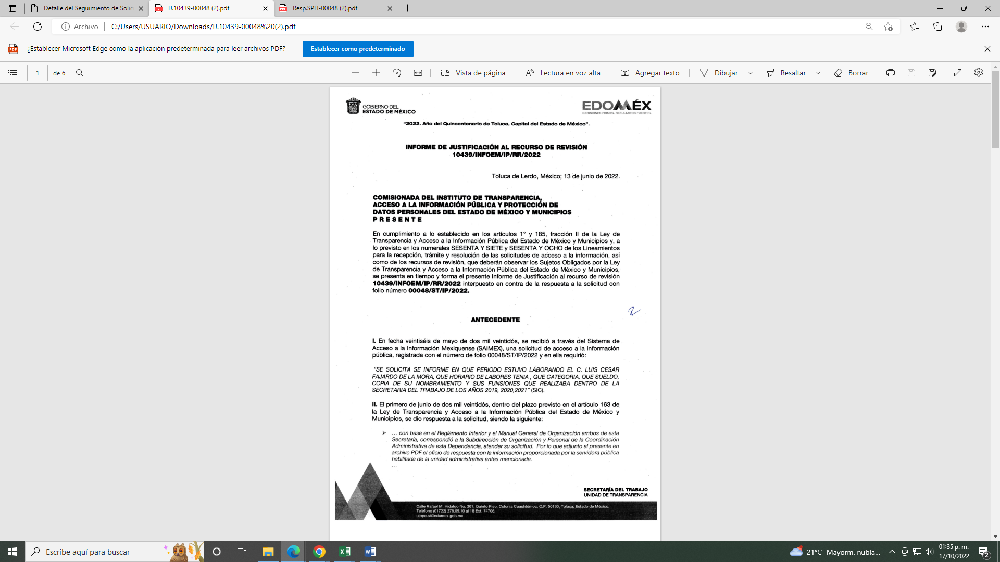 Detalle del Seguimiento de Solic
IJ.10439-00048 (2).pdf
Resp.SPH-00048 (2).pdf
Archivo
C:/Users/USUARIO/Downloads/IJ.10439-00048%20(2).pdf
¿Establecer Microsoft Edge como la aplicación predeterminada para leer archivos PDF?
Establecer como predeterminado
1
de 6
Vista de página
Lectura en voz alta
Agregar texto
Dibujar
Resaltar
Borrar
GOBIERNO DEL
ESTADO DE MÉXICO
EDOMÉX
DECISIONES FIRMES, RESULTADOS FUERTES.
“2022. Año del Quincentenario de Toluca, Capital del Estado de México”.
INFORME DE JUSTIFICACIÓN AL RECURSO DE REVISIÓN
10439/INFOEM/IP/RR/2022
Toluca de Lerdo, México; 13 de junio de 2022.
COMISIONADA DEL INSTITUTO DE TRANSPARENCIA,
ACCESO A LA INFORMACIÓN PÚBLICA Y PROTECCIÓN DE
DATOS PERSONALES DEL ESTADO DE MÉXICO Y MUNICIPIOS
P R E S E N T E
En cumplimiento a lo establecido en los artículos 1° y 185, fracción II de la Ley de
Transparencia y Acceso a la Información Pública del Estado de México y Municipios y, a
lo previsto en los numerales SESENTA Y SIETE y SESENTA Y OCHO de los Lineamientos
para la recepción, trámite y resolución de las solicitudes de acceso a la información, así
como de los recursos de revisión, que deberán observar los Sujetos Obligados por la Ley
de Transparencia y Acceso a la Información Pública del Estado de México y Municipios,
se presenta en tiempo y forma el presente Informe de Justificación al recurso de revisión
10439/INFOEM/IP/RR/2022 interpuesto en contra de la respuesta a la solicitud con
folio número 00048/ST/IP/2022.
ANTECEDENTE
I. En fecha veintiséis de mayo de dos mil veintidós, se recibió a través del Sistema de
Acceso a la Información Mexiquense (SAIMEX), una solicitud de acceso a la información
pública, registrada con el número de folio 00048/ST/IP/2022 y en ella requirió:
“SE SOLICITA SE INFORME EN QUE PERIODO ESTUVO LABORANDO EL C. LUIS CESAR
FAJARDO DE LA MORA, QUE HORARIO DE LABORES TENIA , QUE CATEGORIA, QUE SUELDO,
COPIA DE SU NOMBRAMIENTO Y SUS FUNSIONES QUE REALIZABA DENTRO DE LA
SECRETARIA DEL TRABAJO DE LOS AÑOS 2019, 2020,2021” (SIC).
II. El primero de junio de dos mil veintidós, dentro del plazo previsto en el artículo 163 de
la Ley de Transparencia y Acceso a la Información Pública del Estado de México y
Municipios, se dio respuesta a la solicitud, siendo la siguiente:
➢ … con base en el Reglamento Interior y el Manual General de Organización ambos de esta
Secretaría, correspondió a la Subdirección de Organización y Personal de la Coordinación
Administrativa de esta Dependencia, atender su solicitud. Por lo que adjunto al presente en
archivo PDF el oficio de respuesta con la información proporcionada por la servidora pública
habilitada de la unidad administrativa antes mencionada.
…
SECRETARÍA DEL TRABAJO
UNIDAD DE TRANSPARENCIA
Calle Rafael M. Hidalgo No. 301, Quinto Piso, Colonia Cuauhtémoc, C.P. 50130, Toluca, Estado de México.
Teléfono (01722) 276.09.10 al 18 Ext. 74706.
uippe.st@edomex.gob.mx
Escribe aquí para buscar
21°C Mayorm. nubla...
01:35 p. m.
17/10/2022
2